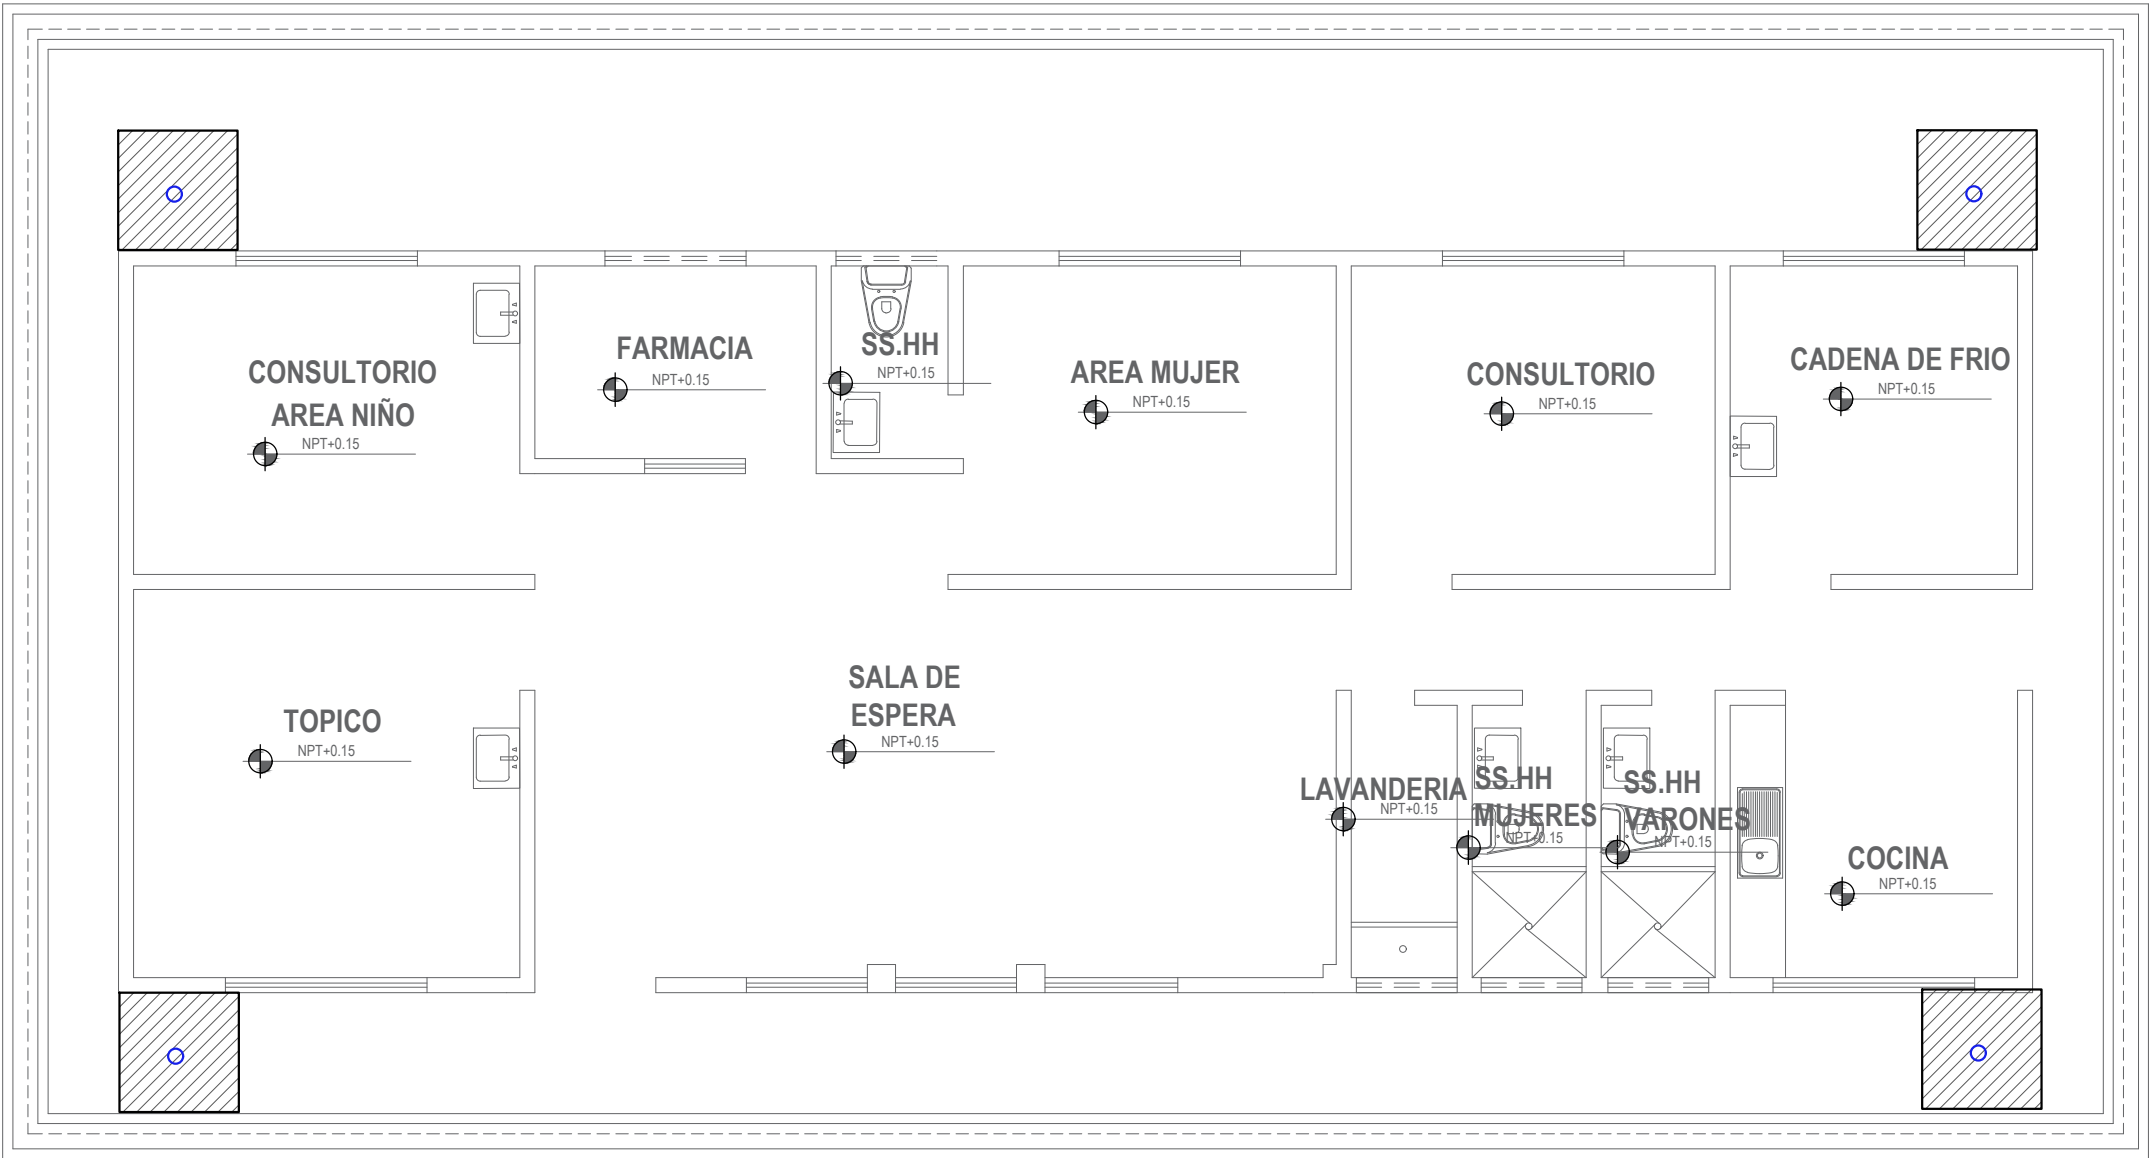 CONSULTORIO
AREA NIÑO
NPT+0.15
FARMACIA
NPT+0.15
SS.HH
NPT+0.15
AREA MUJER
NPT+0.15
CONSULTORIO
NPT+0.15
CADENA DE FRIO
NPT+0.15
TOPICO
NPT+0.15
SALA DE
ESPERA
NPT+0.15
LAVANDERIA
NPT+0.15
SS.HH
MUJERES
NPT+0.15
SS.HH
VARONES
NPT+0.15
COCINA
NPT+0.15